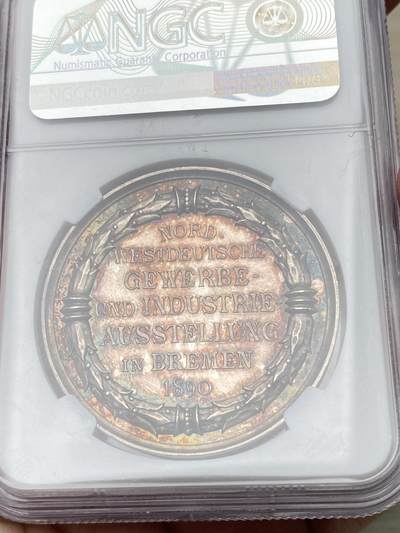 NGC
Numismatic Guaranty Corporation
NORD-
WESTDEUTSCHE
GEWERBE-
UND INDUSTRIE
AUSSTELLUNG
IN BREMEN
1890